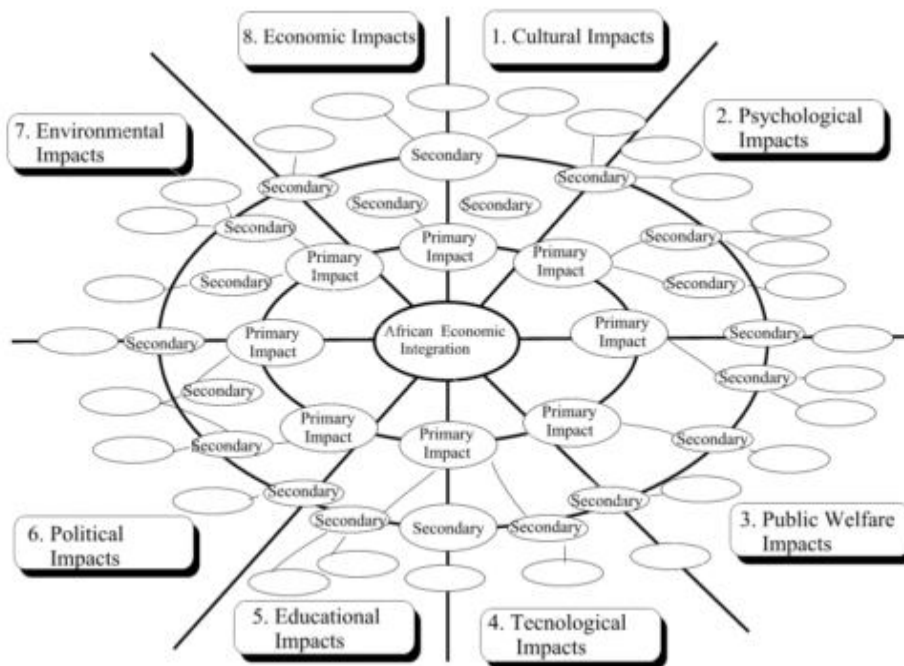 8. Economic Impacts
1. Cultural Impacts
7. Environmental
Impacts
2. Psychological
Impacts
Secondary
Secondary
Secondary
Secondary
Secondary
Secondary
Secondary
Primary
Impact
Primary
Impact
Primary
Impact
Secondary
Secondary
Secondary
African Economic
Integration
Primary
Impact
Primary
Impact
Secondary
Secondary
Secondary
Secondary
Primary
Impact
Primary
Impact
Primary
Impact
Secondary
Secondary
Secondary
Secondary
Secondary
Secondary
Secondary
6. Political
Impacts
3. Public Welfare
Impacts
5. Educational
Impacts
4. Tecnological
Impacts